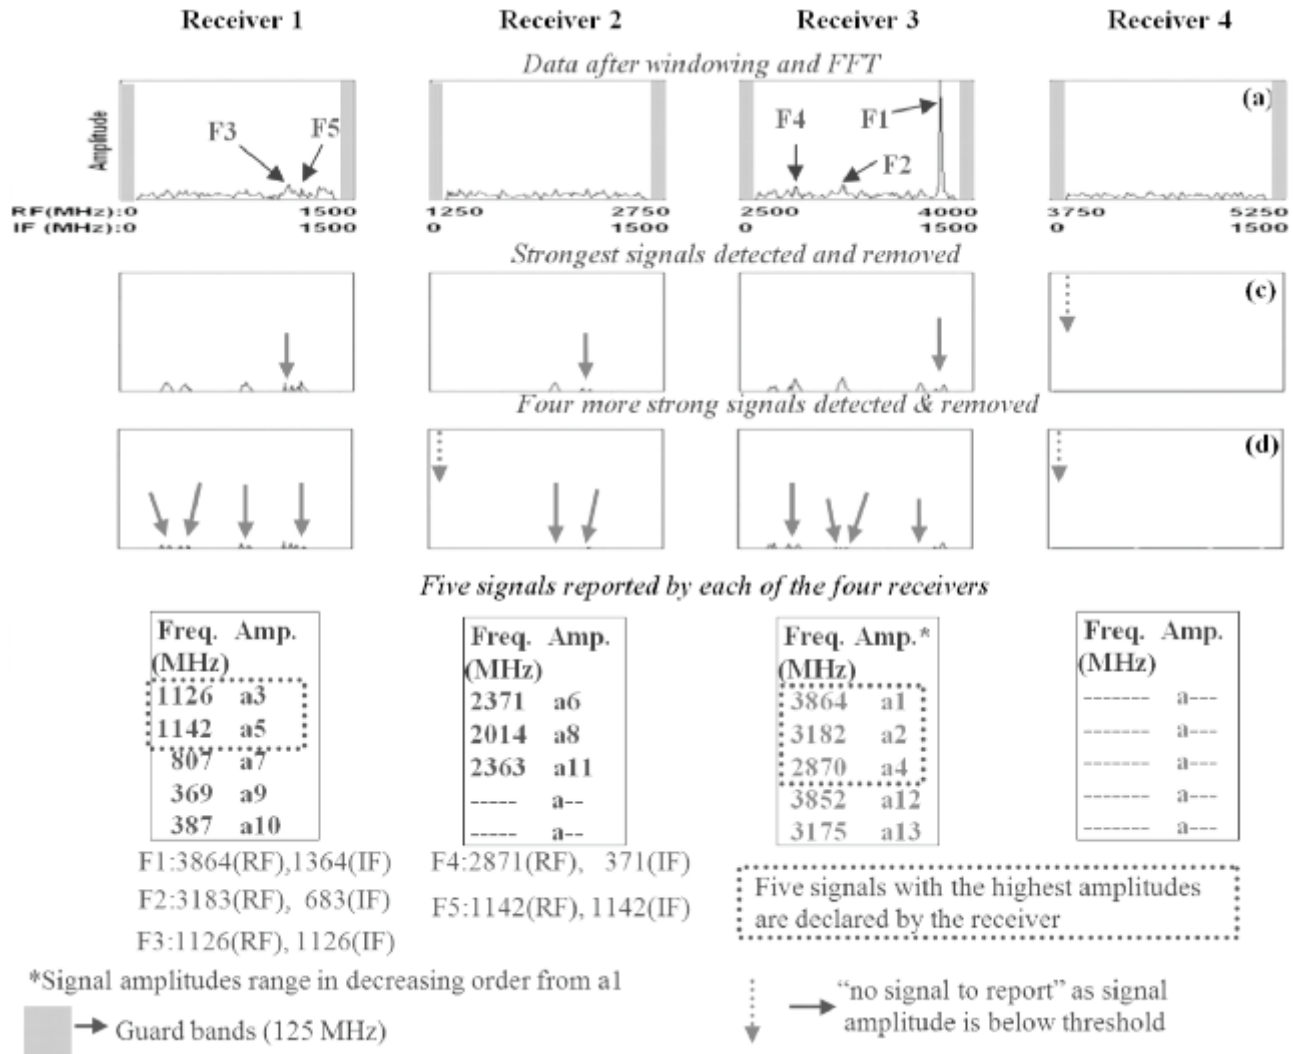 Receiver 1 Receiver 2 Receiver 3 Receiver 4
Data after windowing and FFT
(a)
Amplitude
F3 F5 F4 F1 F2
RF(MHz):0 1500 1250 2750 2500 4000 3750 5250
IF (MHz):0 1500 0 1500 0 1500 0 1500
Strongest signals detected and removed
(c)
Four more strong signals detected & removed
(d)
Five signals reported by each of the four receivers
Freq. Amp.
(MHz)
1126 a3
1142 a5
807 a7
369 a9
387 a10
Freq. Amp.
(MHz)
2371 a6
2014 a8
2363 a11
----- a--
----- a--
Freq. Amp.*
(MHz)
3864 a1
3182 a2
2870 a4
3852 a12
3175 a13
Freq. Amp.
(MHz)
------- a---
------- a---
------- a---
------- a---
------- a---
F1:3864(RF),1364(IF)
F2:3183(RF), 683(IF)
F3:1126(RF), 1126(IF)
F4:2871(RF), 371(IF)
F5:1142(RF), 1142(IF)
Five signals with the highest amplitudes
are declared by the receiver
*Signal amplitudes range in decreasing order from a1
Guard bands (125 MHz)
“no signal to report” as signal
amplitude is below threshold